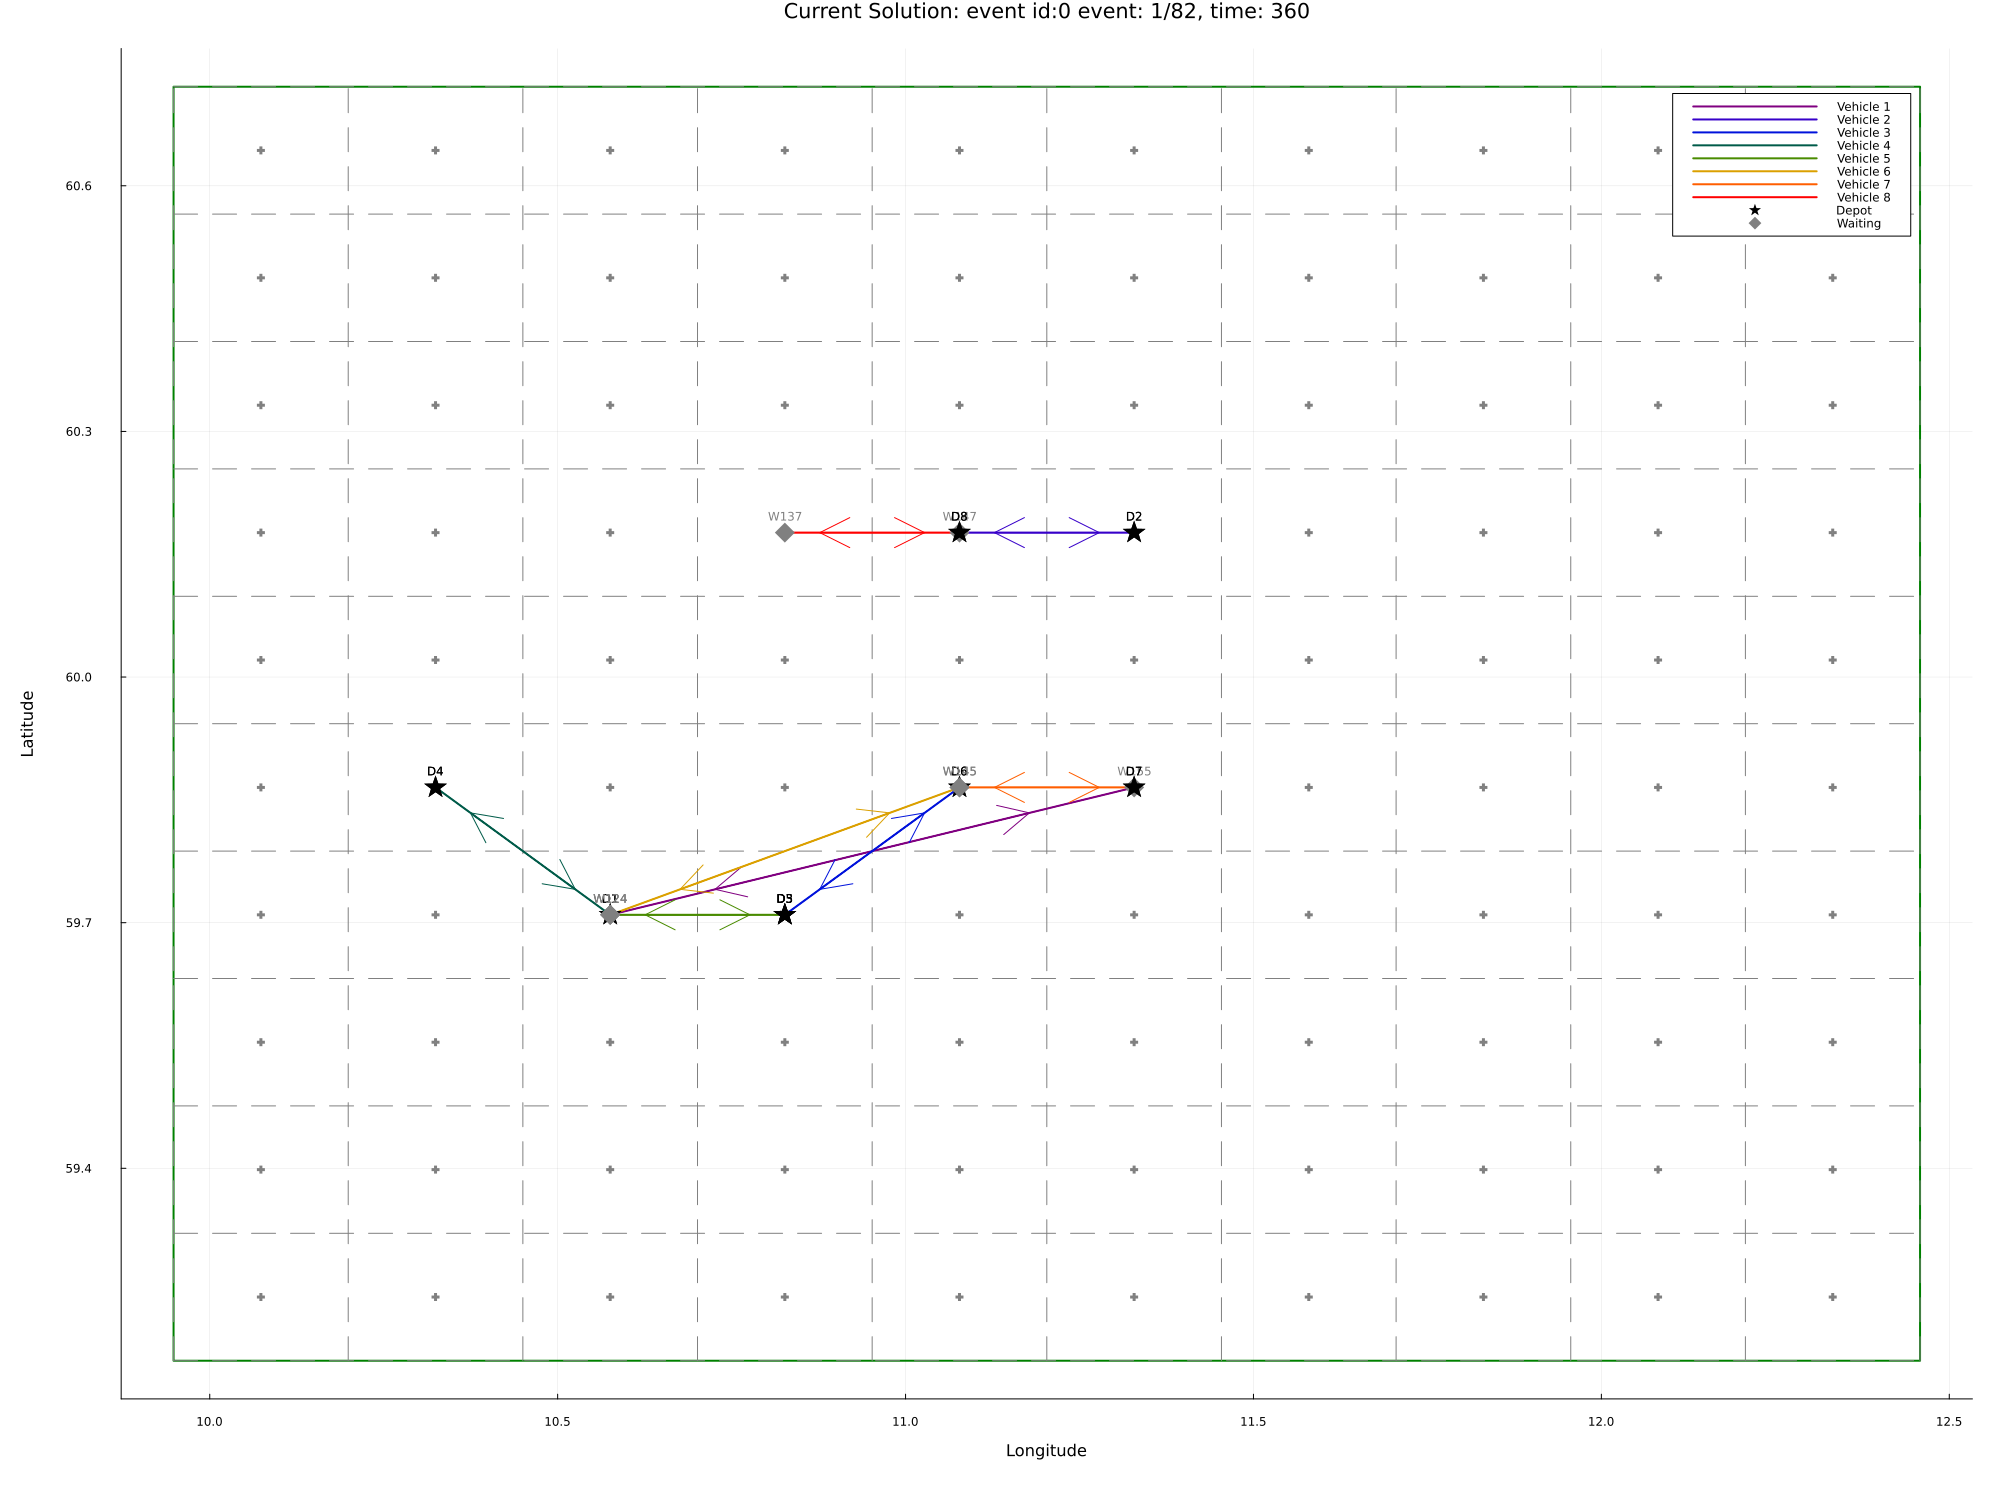 Current Solution: event id:0 event: 1/82, time: 360
Vehicle 1
Vehicle 2
Vehicle 3
Vehicle 4
Vehicle 5
Vehicle 6
Vehicle 7
Vehicle 8
Depot
Waiting
60.6
60.3
W137
D2
60.0
D4
D6
D7
59.7
59.4
Latitude
10.0
10.5
11.0
11.5
12.0
12.5
Longitude